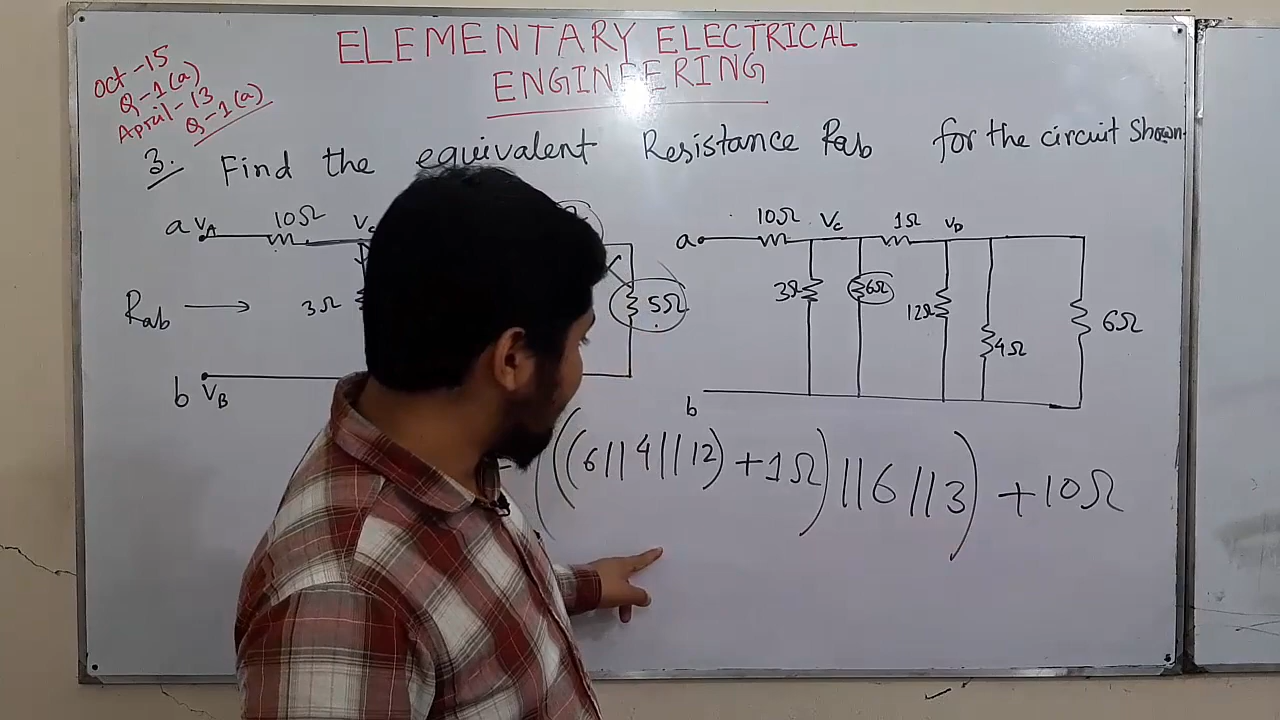 ELEMENTARY ELECTRICAL
ENGINEERING
Oct-15
Q-1(a)
April-13
Q-1(a)
3. Find the equivalent Resistance Rab for the circuit Shown
a VA 10Ω
Rab
3Ω
5Ω
b VB
a 10Ω VC 1Ω VD
3Ω 6Ω 12Ω 4Ω 6Ω
b
(((6||4||12)+1Ω)||6||3)+10Ω